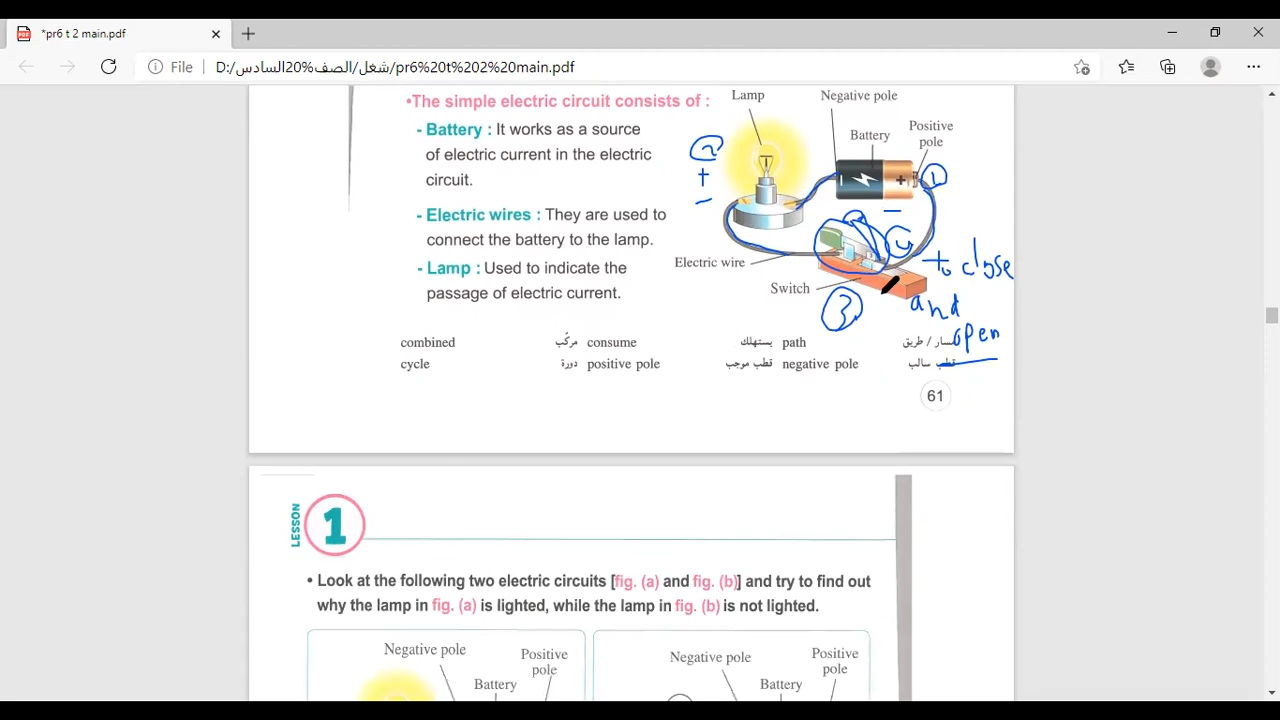 *pr6 t 2 main.pdf
File
D:/شغل/الصف%20السادس/pr6%20t%202%20main.pdf
•The simple electric circuit consists of :
- Battery : It works as a source
of electric current in the electric
circuit.
- Electric wires : They are used to
connect the battery to the lamp.
- Lamp : Used to indicate the
passage of electric current.
Lamp
Negative pole
Battery
Positive
pole
Electric wire
Switch
1
2
+
-
3
4
to close
and
open
combined مركّب consume يستهلك path مسار / طريق
cycle دورة positive pole قطب موجب negative pole قطب سالب
61
LESSON
1
• Look at the following two electric circuits [fig. (a) and fig. (b)] and try to find out
why the lamp in fig. (a) is lighted, while the lamp in fig. (b) is not lighted.
Negative pole
Positive
pole
Battery
Negative pole
Positive
pole
Battery